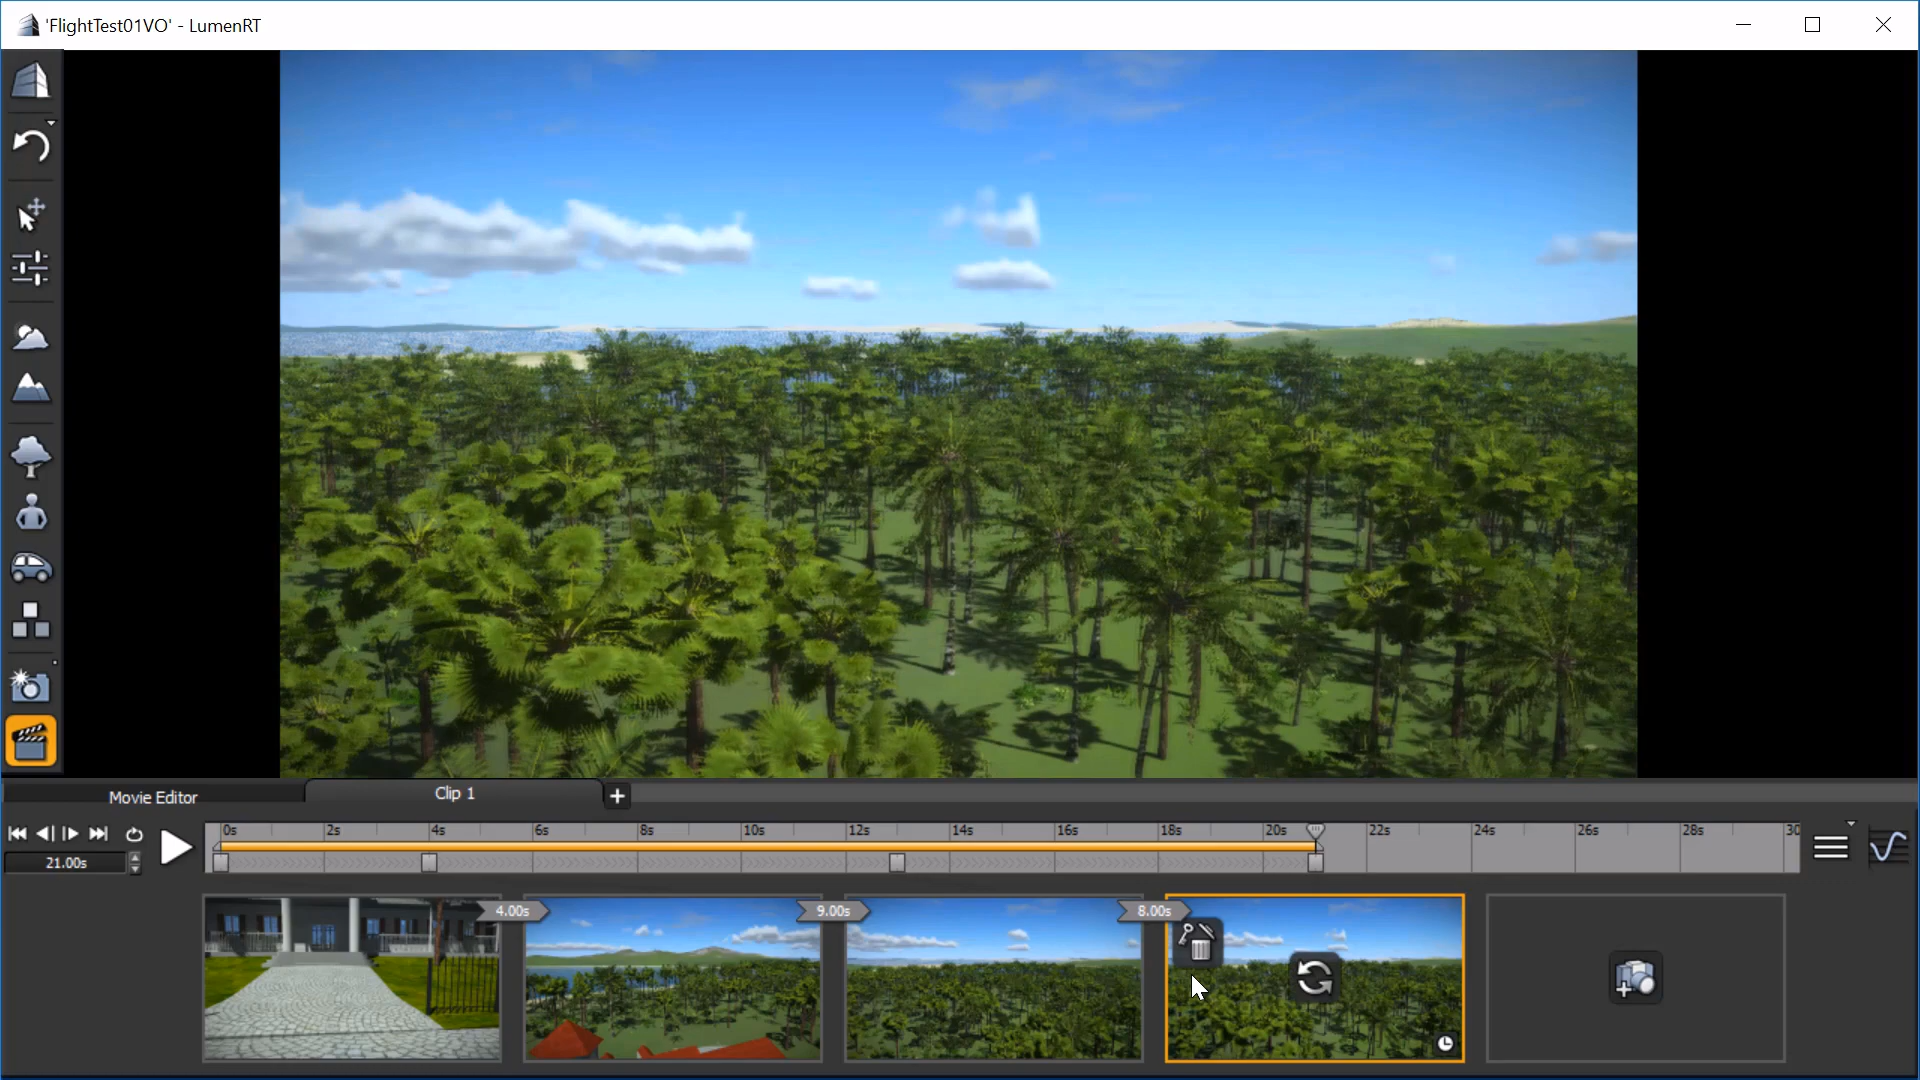 'FlightTest01VO' - LumenRT
Movie Editor
Clip 1
0s 2s 4s 6s 8s 10s 12s 14s 16s 18s 20s 22s 24s 26s 28s 30
21.00s
4.00s 9.00s 8.00s